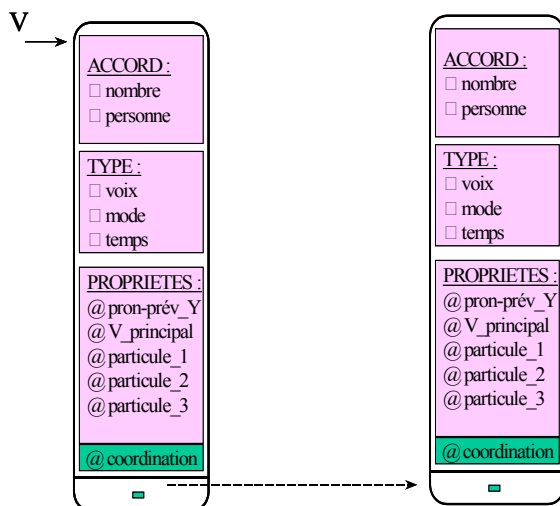 V
ACCORD :
□ nombre
□ personne
TYPE :
□ voix
□ mode
□ temps
PROPRIETES :
@ pron-prév_Y
@ V_principal
@ particule_1
@ particule_2
@ particule_3
@ coordination
ACCORD :
□ nombre
□ personne
TYPE :
□ voix
□ mode
□ temps
PROPRIETES :
@ pron-prév_Y
@ V_principal
@ particule_1
@ particule_2
@ particule_3
@ coordination